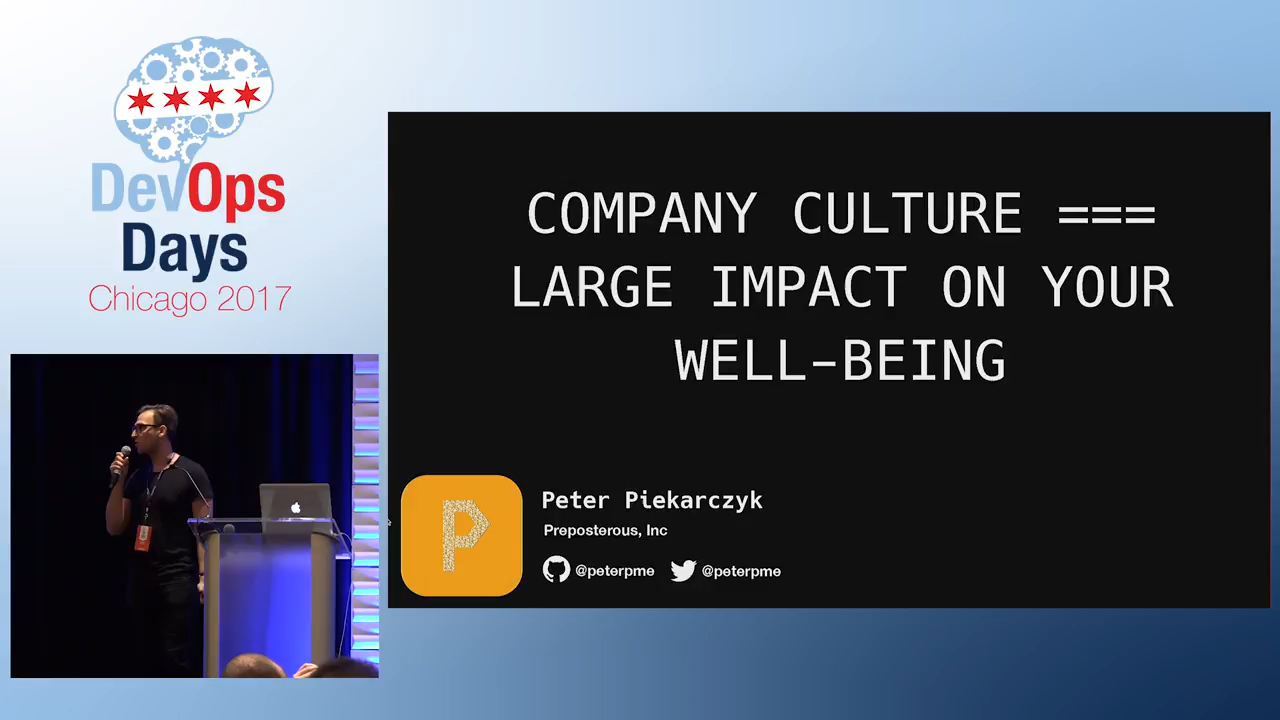 DevOps
Days
Chicago 2017
COMPANY CULTURE ===
LARGE IMPACT ON YOUR
WELL-BEING
P
Peter Piekarczyk
Preposterous, Inc
@peterpme @peterpme